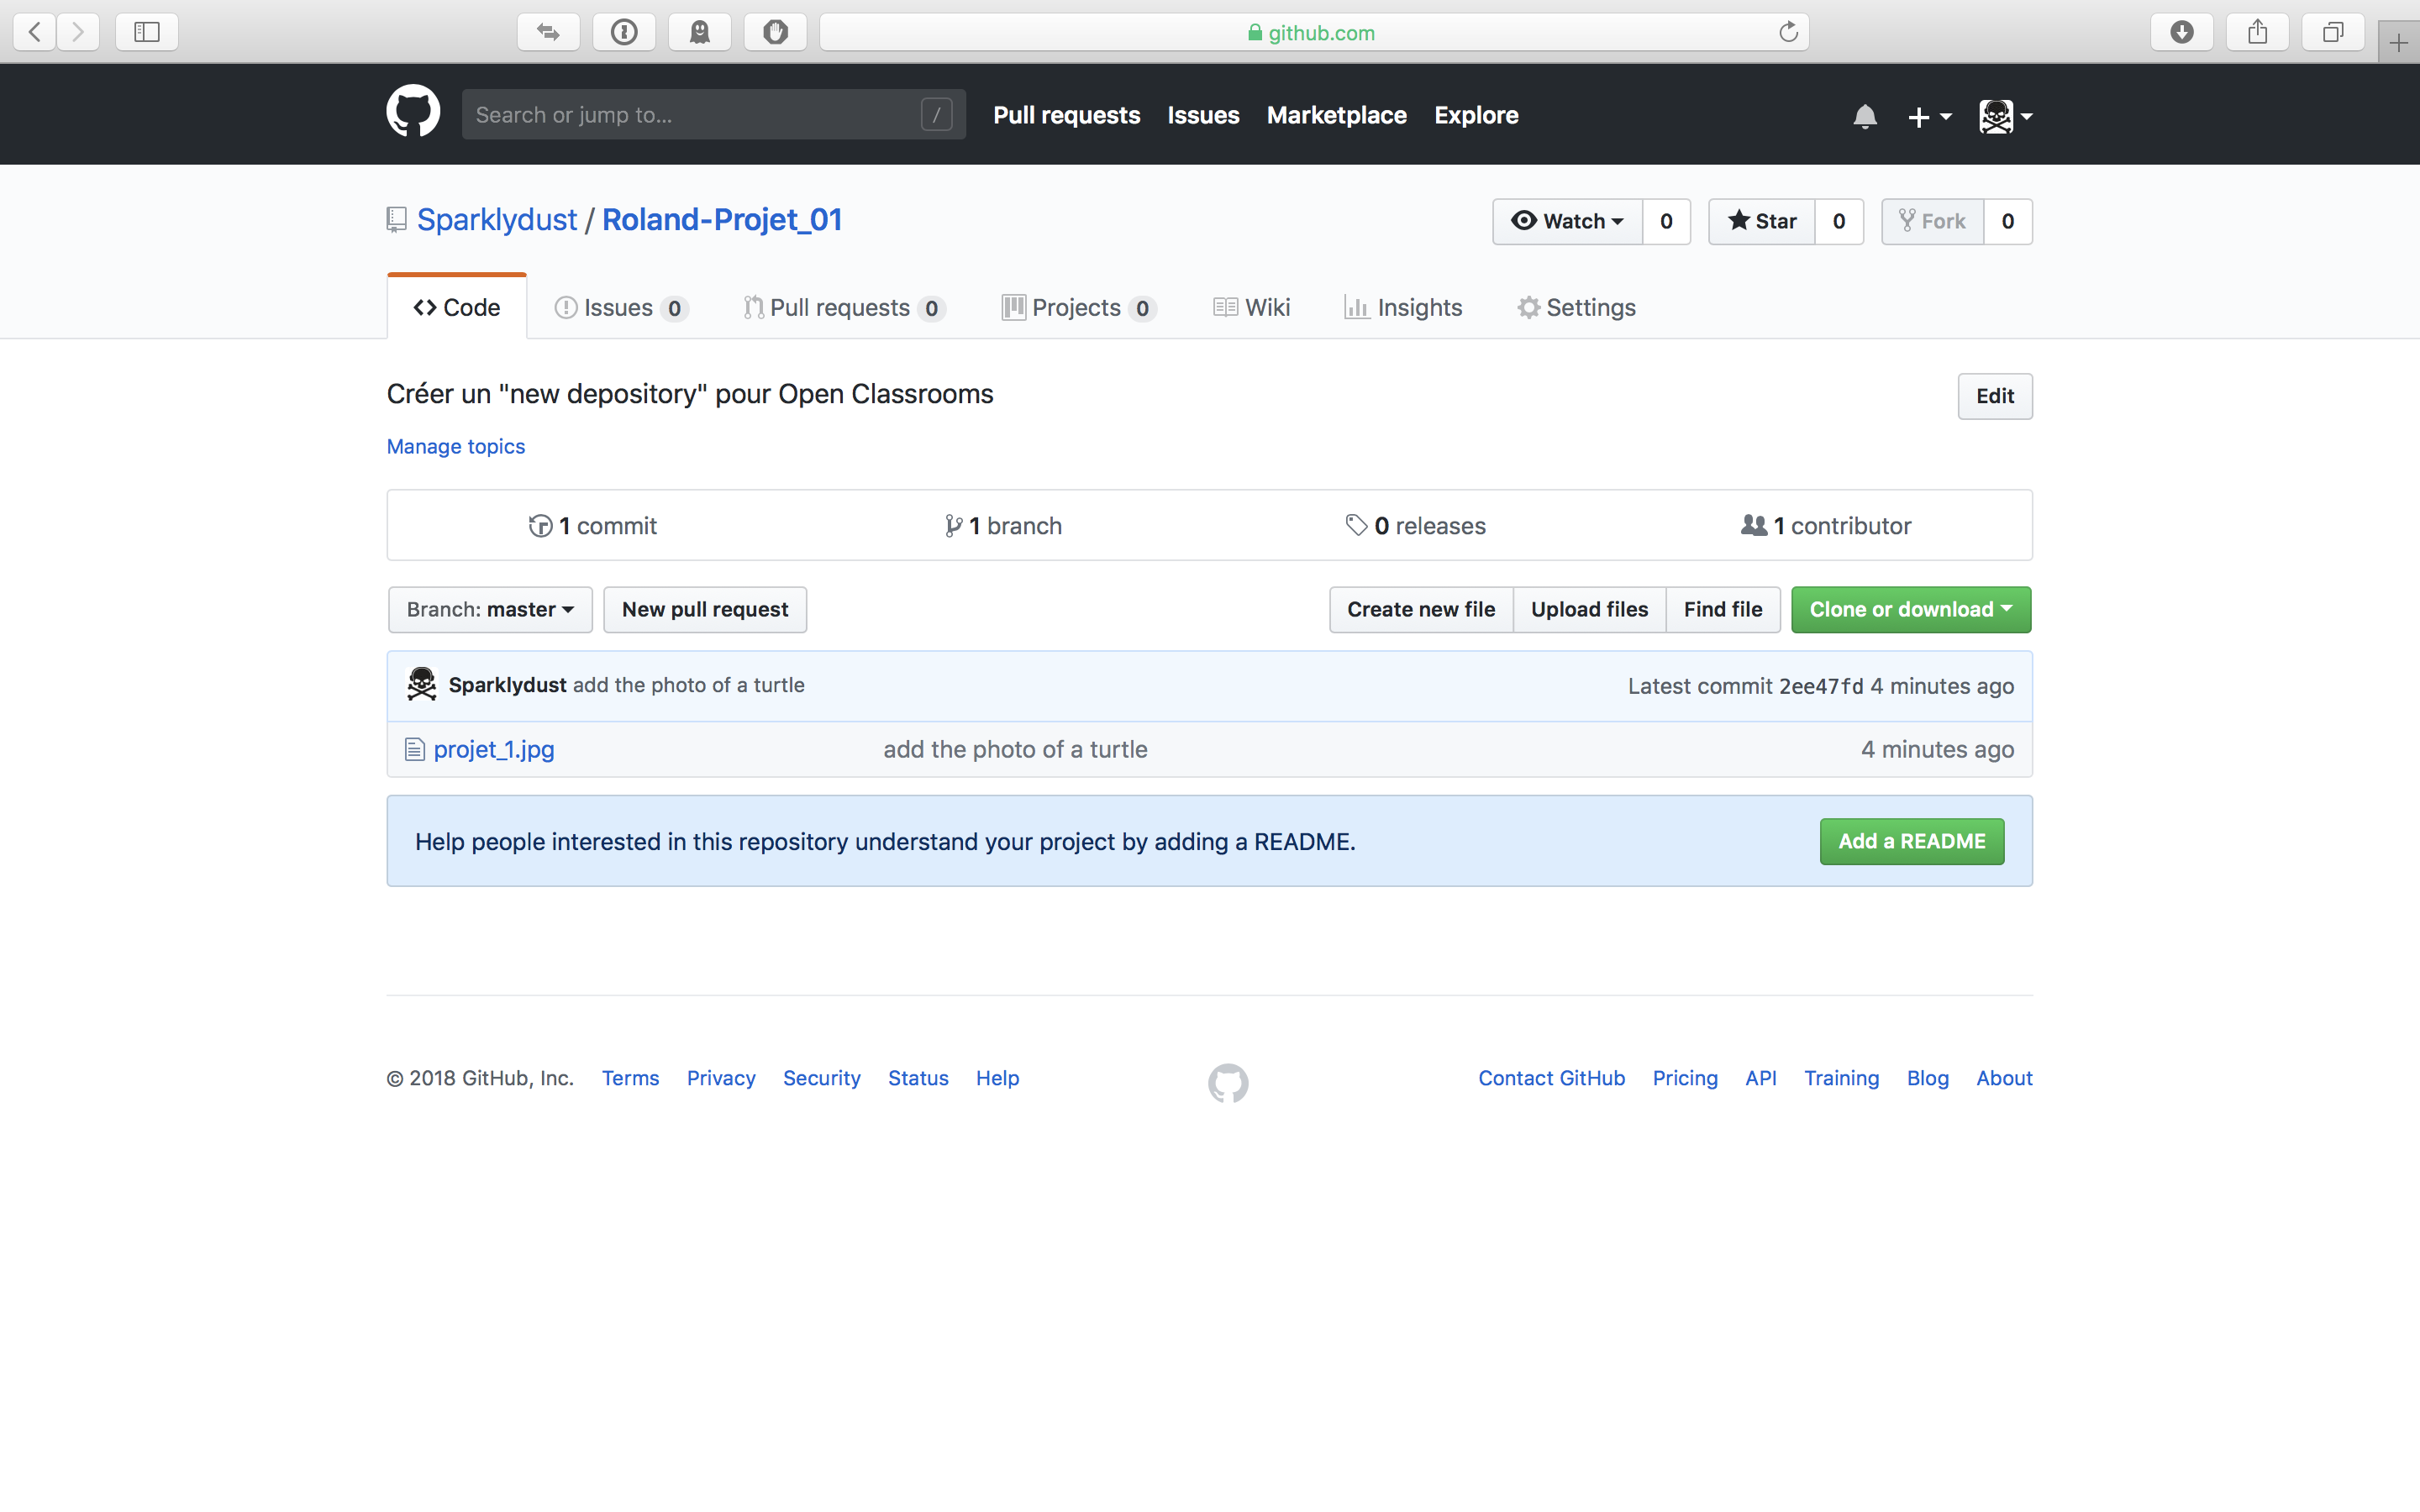 github.com
Search or jump to... /
Pull requests Issues Marketplace Explore
Sparklydust / Roland-Projet_01
Watch 0 Star 0 Fork 0
Code Issues 0 Pull requests 0 Projects 0 Wiki Insights Settings
Créer un "new depository" pour Open Classrooms
Edit
Manage topics
1 commit 1 branch 0 releases 1 contributor
Branch: master New pull request Create new file Upload files Find file Clone or download
Sparklydust add the photo of a turtle Latest commit 2ee47fd 4 minutes ago
projet_1.jpg add the photo of a turtle 4 minutes ago
Help people interested in this repository understand your project by adding a README. Add a README
© 2018 GitHub, Inc. Terms Privacy Security Status Help Contact GitHub Pricing API Training Blog About